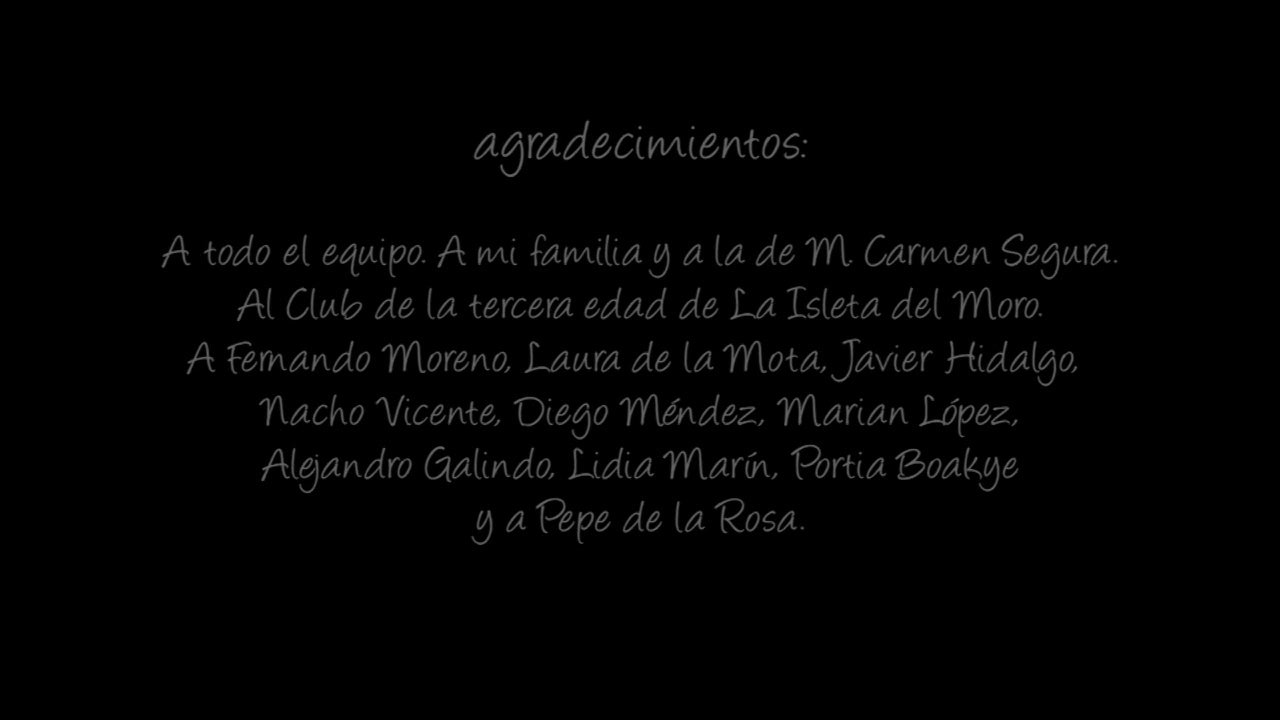 agradecimientos:
A todo el equipo. A mi familia y a la de M. Carmen Segura.
Al Club de la tercera edad de La Isleta del Moro.
A Fernando Moreno, Laura de la Mota, Javier Hidalgo,
Nacho Vicente, Diego Méndez, Marian López,
Alejandro Galindo, Lidia Marín, Portia Boakye
y a Pepe de la Rosa.